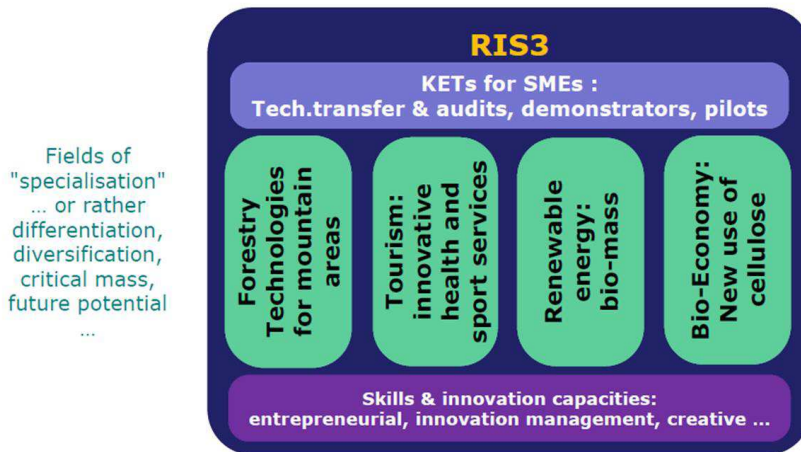 RIS3
KETs for SMEs :
Tech.transfer & audits, demonstrators, pilots
Fields of
"specialisation"
... or rather
differentiation,
diversification,
critical mass,
future potential
...
Forestry
Technologies
for mountain
areas
Tourism:
innovative
health and
sport services
Renewable
energy:
bio-mass
Bio-Economy:
New use of
cellulose
Skills & innovation capacities:
entrepreneurial, innovation management, creative ...